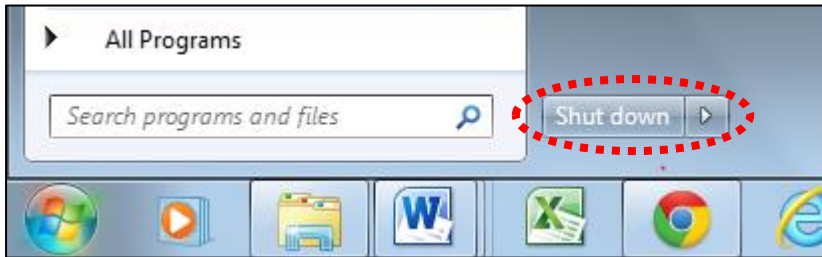 All Programs
Search programs and files
Shut down
W
X